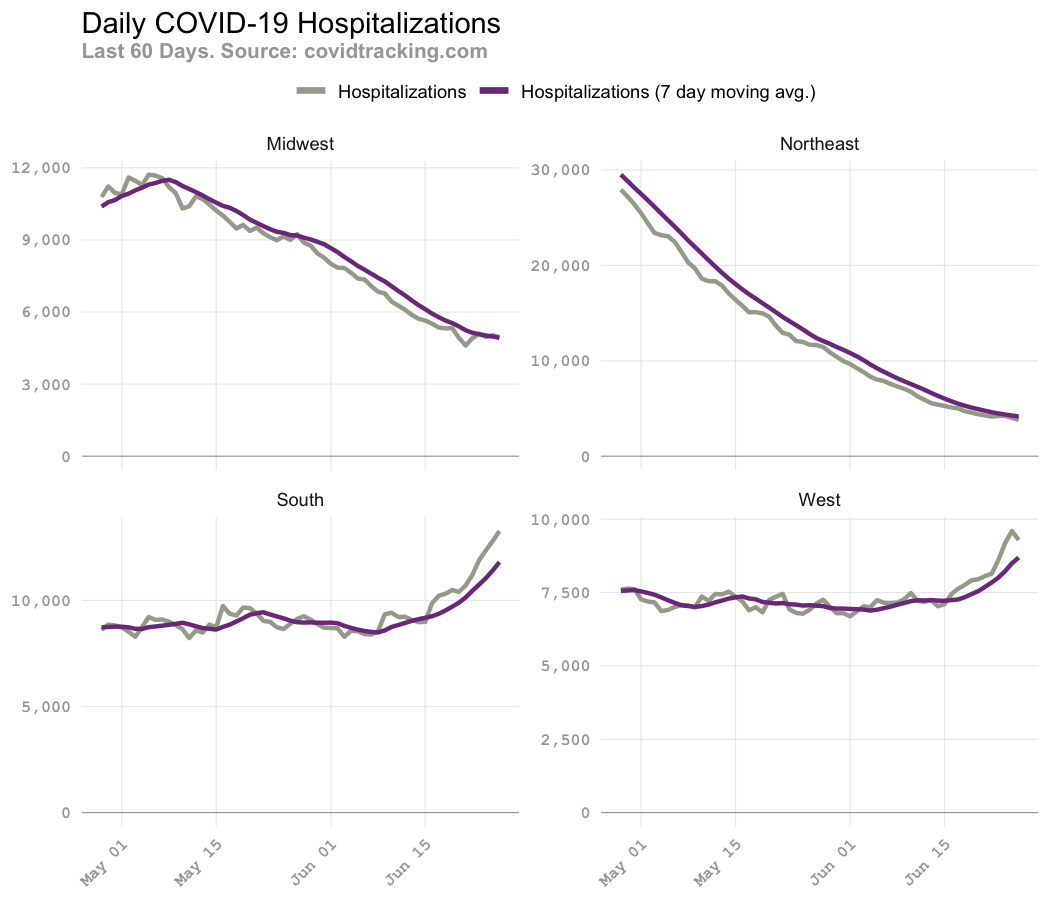 Daily COVID-19 Hospitalizations
Last 60 Days. Source: covidtracking.com
Hospitalizations Hospitalizations (7 day moving avg.)
Midwest
12,000
9,000
6,000
3,000
0
Northeast
30,000
20,000
10,000
0
South
10,000
5,000
0
May 01 May 15 Jun 01 Jun 15
West
10,000
7,500
5,000
2,500
0
May 01 May 15 Jun 01 Jun 15